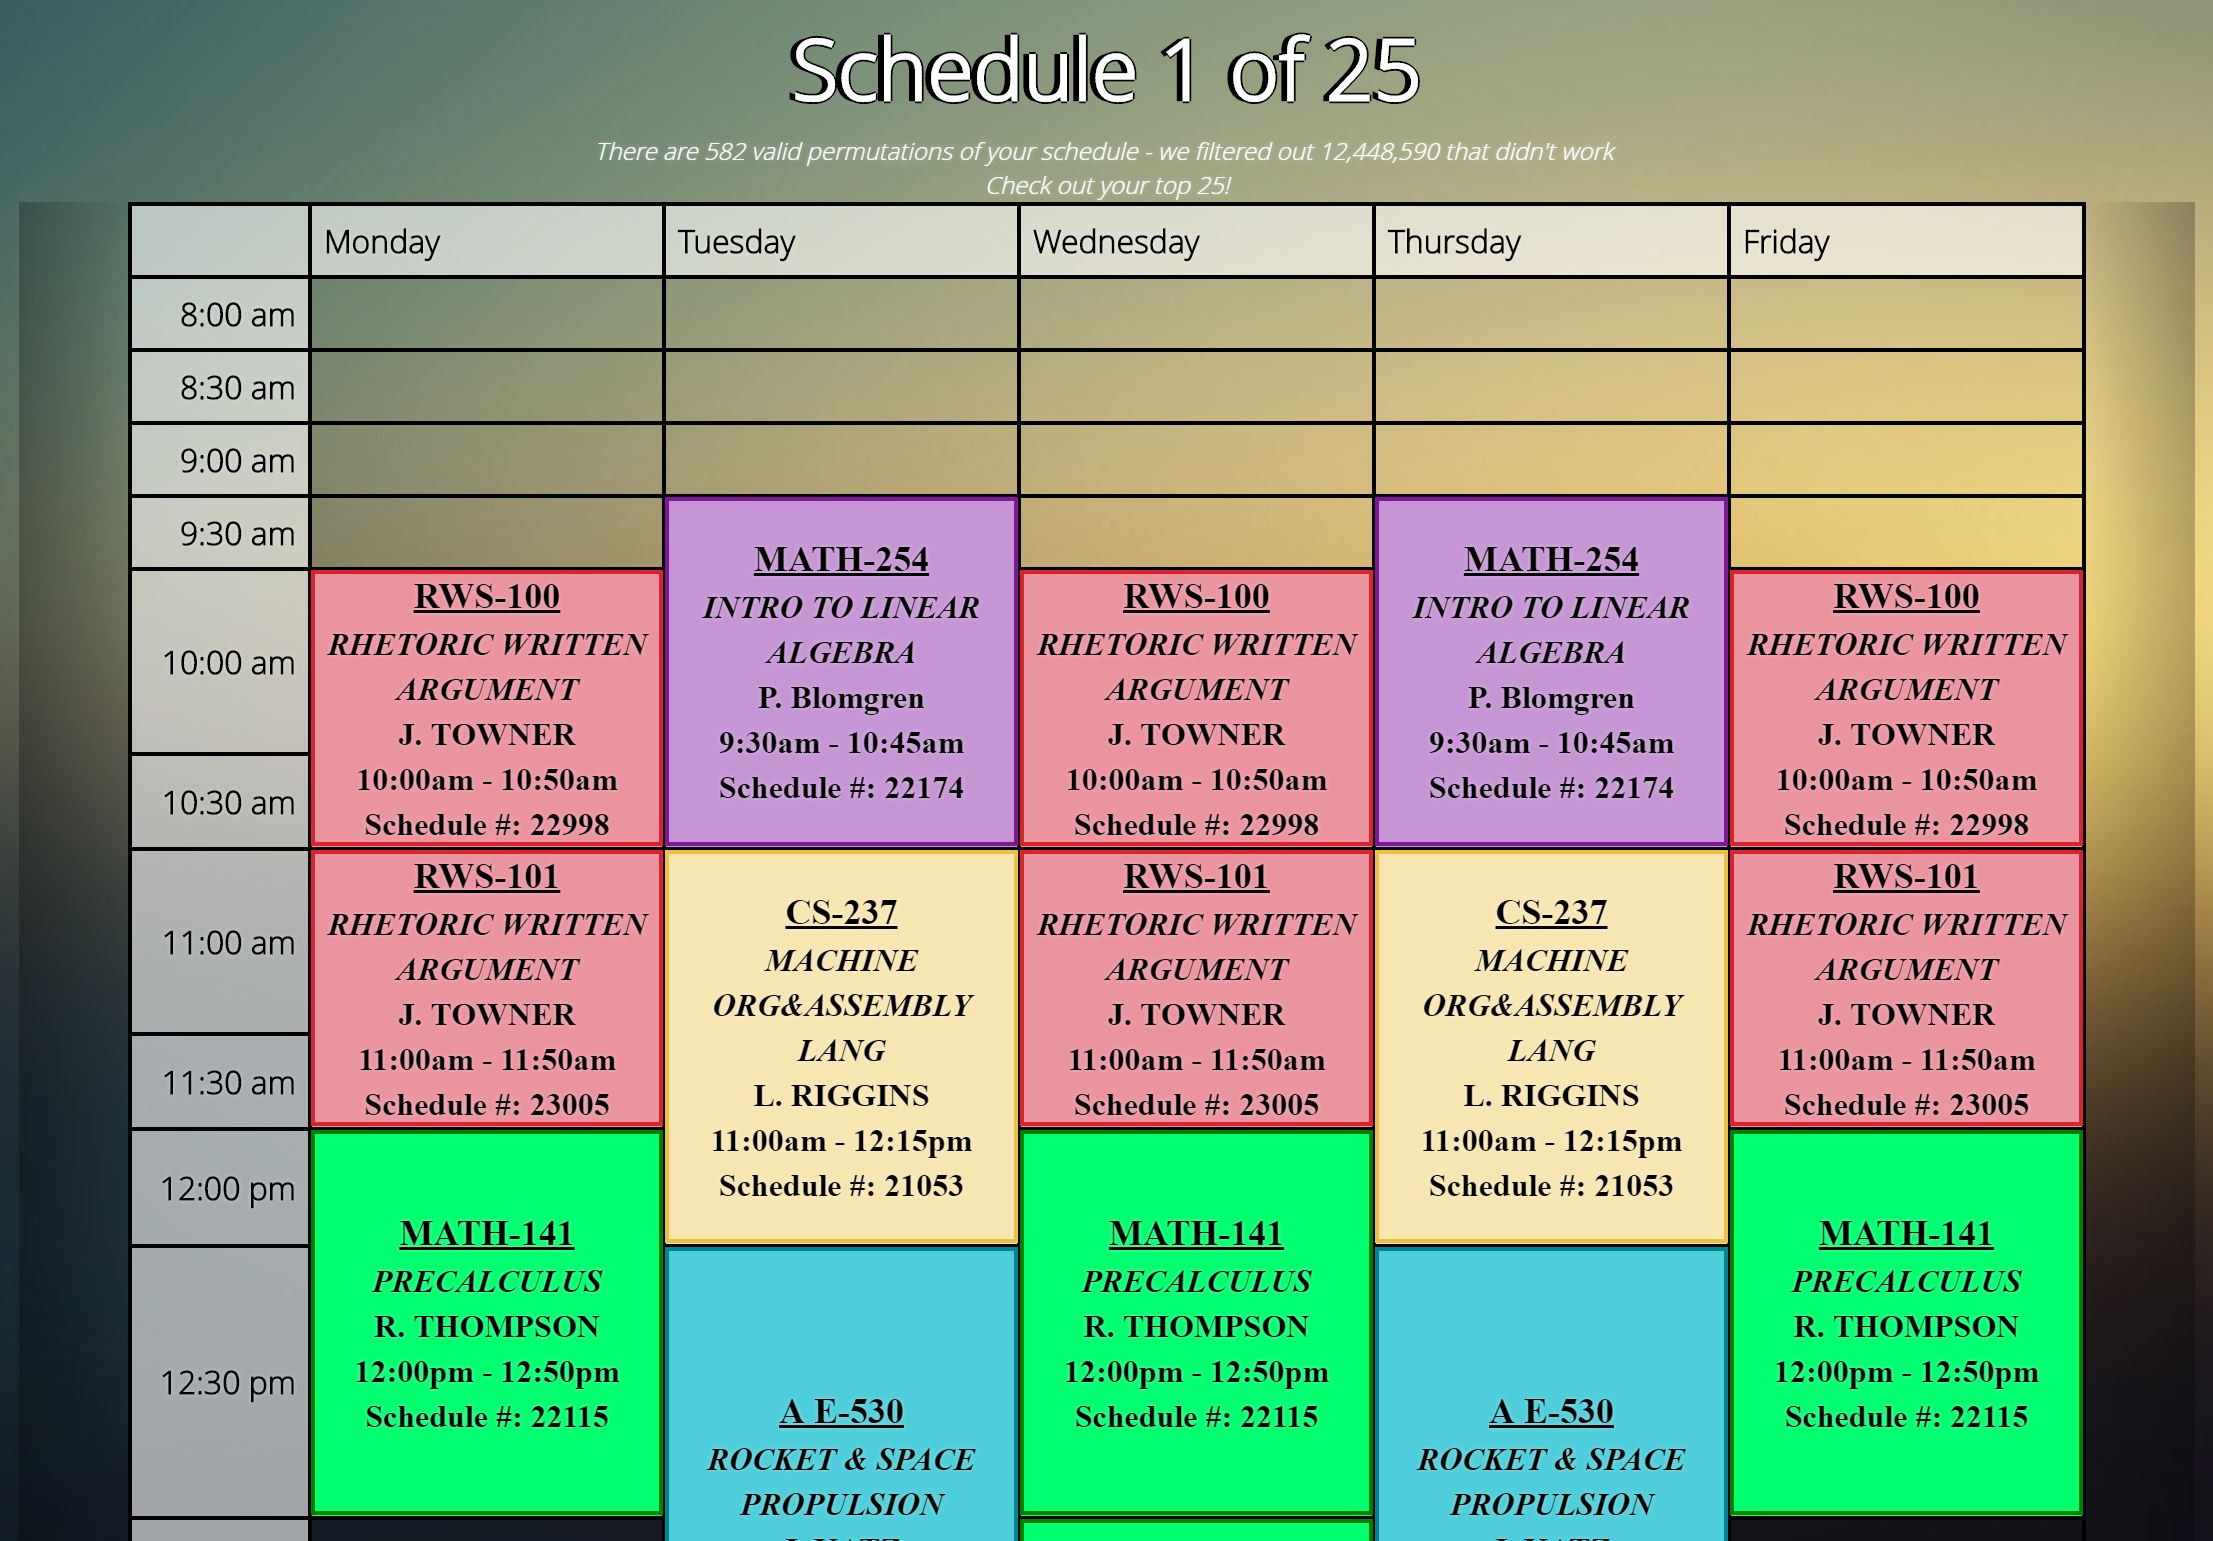 Schedule 1 of 25
There are 582 valid permutations of your schedule - we filtered out 12,448,590 that didn't work
Check out your top 25!
Monday
Tuesday
Wednesday
Thursday
Friday
8:00 am
8:30 am
9:00 am
9:30 am
10:00 am
10:30 am
11:00 am
11:30 am
12:00 pm
12:30 pm
RWS-100
RHETORIC WRITTEN
ARGUMENT
J. TOWNER
10:00am - 10:50am
Schedule #: 22998
RWS-101
RHETORIC WRITTEN
ARGUMENT
J. TOWNER
11:00am - 11:50am
Schedule #: 23005
MATH-141
PRECALCULUS
R. THOMPSON
12:00pm - 12:50pm
Schedule #: 22115
MATH-254
INTRO TO LINEAR
ALGEBRA
P. Blomgren
9:30am - 10:45am
Schedule #: 22174
CS-237
MACHINE
ORG&ASSEMBLY
LANG
L. RIGGINS
11:00am - 12:15pm
Schedule #: 21053
A E-530
ROCKET & SPACE
PROPULSION
RWS-100
RHETORIC WRITTEN
ARGUMENT
J. TOWNER
10:00am - 10:50am
Schedule #: 22998
RWS-101
RHETORIC WRITTEN
ARGUMENT
J. TOWNER
11:00am - 11:50am
Schedule #: 23005
MATH-141
PRECALCULUS
R. THOMPSON
12:00pm - 12:50pm
Schedule #: 22115
MATH-254
INTRO TO LINEAR
ALGEBRA
P. Blomgren
9:30am - 10:45am
Schedule #: 22174
CS-237
MACHINE
ORG&ASSEMBLY
LANG
L. RIGGINS
11:00am - 12:15pm
Schedule #: 21053
A E-530
ROCKET & SPACE
PROPULSION
RWS-100
RHETORIC WRITTEN
ARGUMENT
J. TOWNER
10:00am - 10:50am
Schedule #: 22998
RWS-101
RHETORIC WRITTEN
ARGUMENT
J. TOWNER
11:00am - 11:50am
Schedule #: 23005
MATH-141
PRECALCULUS
R. THOMPSON
12:00pm - 12:50pm
Schedule #: 22115